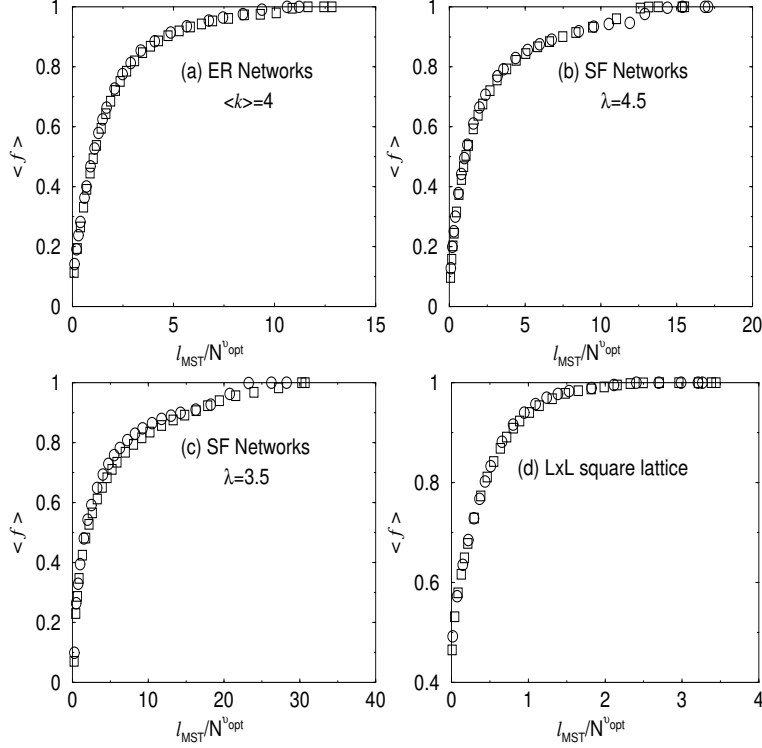 1
0.8
0.6
0.4
0.2
0
< f >
(a) ER Networks
<k>=4
0 5 10 15
l_MST/N^υopt
1
0.8
0.6
0.4
0.2
0
< f >
(b) SF Networks
λ=4.5
0 5 10 15 20
l_MST/N^υopt
1
0.8
0.6
0.4
0.2
0
< f >
(c) SF Networks
λ=3.5
0 10 20 30 40
l_MST/N^υopt
1
0.8
0.6
0.4
< f >
(d) LxL square lattice
0 1 2 3 4
l_MST/N^υopt